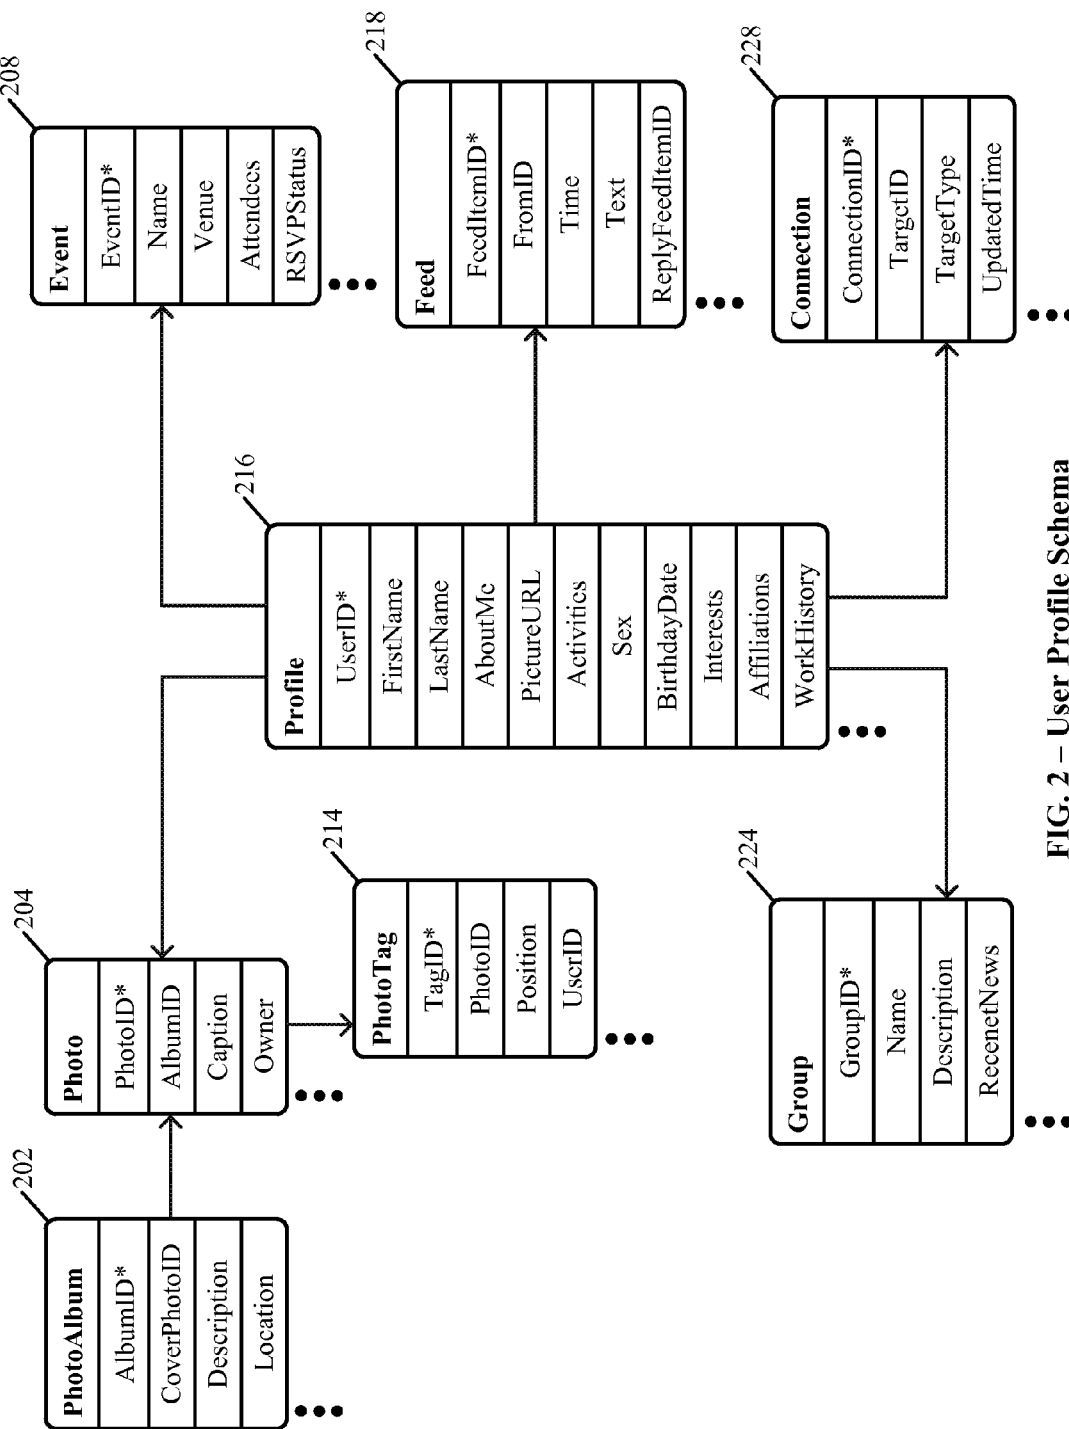 202
PhotoAlbum
AlbumID*
CoverPhotoID
Description
Location
204
Photo
PhotoID*
AlbumID
Caption
Owner
214
PhotoTag
TagID*
PhotoID
Position
UserID
216
Profile
UserID*
FirstName
LastName
AboutMe
PictureURL
Activities
Sex
BirthdayDate
Interests
Affiliations
WorkHistory
208
Event
EventID*
Name
Venue
Attendees
RSVPStatus
218
Feed
FeedItemID*
FromID
Time
Text
ReplyFeedItemID
224
Group
GroupID*
Name
Description
RecenetNews
228
Connection
ConnectionID*
TargetID
TargetType
UpdatedTime
FIG. 2 – User Profile Schema